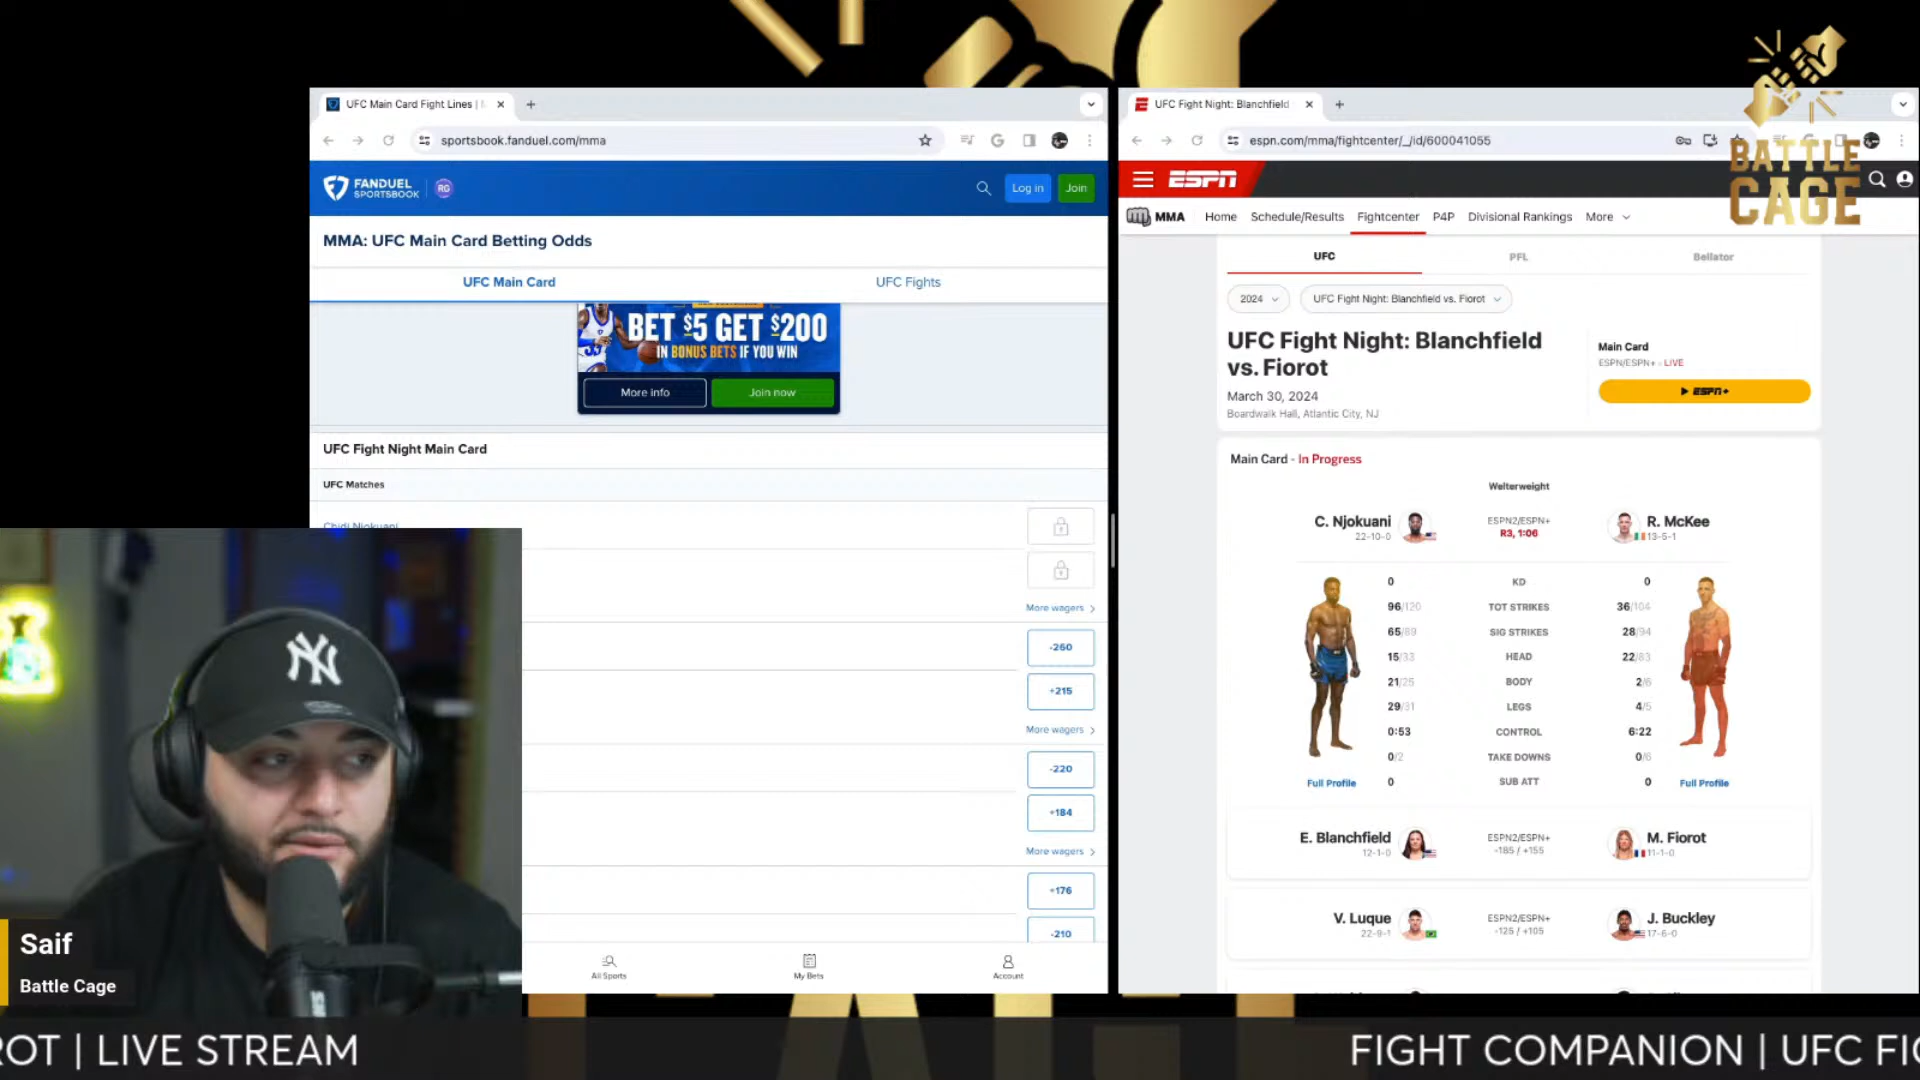 UFC Main Card Fight Lines |
sportsbook.fanduel.com/mma
FANDUEL
SPORTSBOOK
RG
Log in
Join
MMA: UFC Main Card Betting Odds
UFC Main Card
UFC Fights
BET $5 GET $200
IN BONUS BETS IF YOU WIN
More info
Join now
UFC Fight Night Main Card
UFC Matches
Chidi Njokuani
More wagers
-260
+215
More wagers
-220
+184
More wagers
+176
-210
All Sports
My Bets
Account
UFC Fight Night: Blanchfield
espn.com/mma/fightcenter/_/id/600041055
BATTLE
CAGE
ESPN
MMA
Home
Schedule/Results
Fightcenter
P4P
Divisional Rankings
More
UFC
PFL
Bellator
2024
UFC Fight Night: Blanchfield vs. Fiorot
UFC Fight Night: Blanchfield
vs. Fiorot
March 30, 2024
Boardwalk Hall, Atlantic City, NJ
Main Card
ESPN/ESPN+ - LIVE
ESPN+
Main Card - In Progress
Welterweight
C. Njokuani
22-10-0
ESPN2/ESPN+
R3, 1:06
R. McKee
13-5-1
0 KD 0
96/120 TOT STRIKES 36/104
65/89 SIG STRIKES 28/94
15/33 HEAD 22/83
21/25 BODY 2/6
29/31 LEGS 4/5
0:53 CONTROL 6:22
0/2 TAKE DOWNS 0/6
0 SUB ATT 0
Full Profile
Full Profile
E. Blanchfield
12-1-0
ESPN2/ESPN+
-185 / +155
M. Fiorot
11-1-0
V. Luque
22-9-1
ESPN2/ESPN+
-125 / +105
J. Buckley
17-6-0
NY
Saif
Battle Cage
ROT | LIVE STREAM
FIGHT COMPANION | UFC FIG